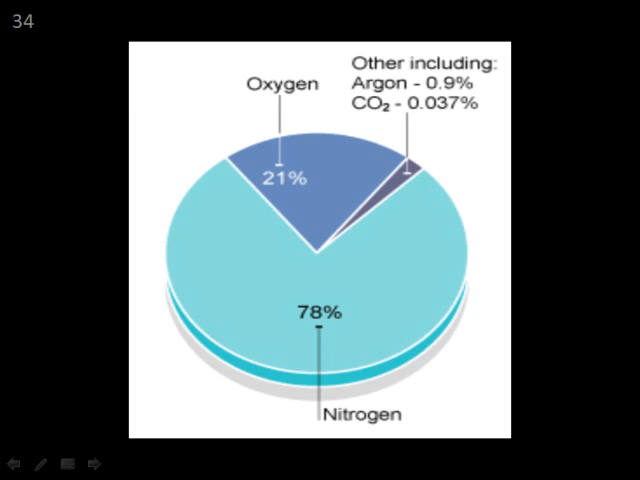 34
Oxygen
Other including:
Argon - 0.9%
CO₂ - 0.037%
21%
78%
Nitrogen